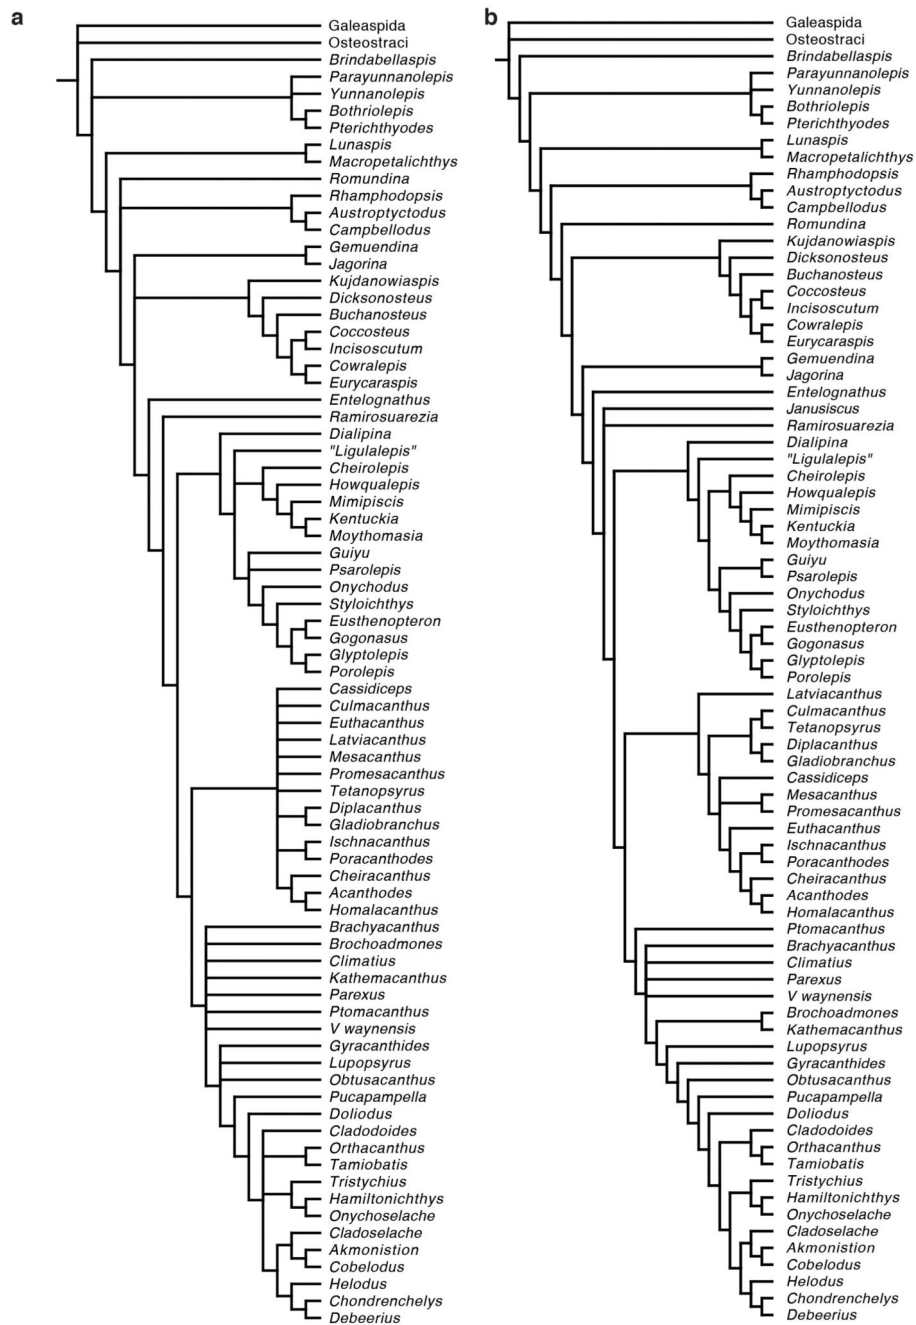 a
Galeaspida
Osteostraci
Brindabellaspis
Parayunnanolepis
Yunnanolepis
Bothriolepis
Pterichthyodes
Lunaspis
Macropetalichthys
Romundina
Rhamphodopsis
Austroptyctodus
Campbellodus
Gemuendina
Jagorina
Kujdanowiaspis
Dicksonosteus
Buchanosteus
Coccosteus
Incisoscutum
Cowralepis
Eurycaraspis
Entelognathus
Ramirosuarezia
Dialipina
"Ligulalepis"
Cheirolepis
Howqualepis
Mimipiscis
Kentuckia
Moythomasia
Guiyu
Psarolepis
Onychodus
Styloichthys
Eusthenopteron
Gogonasus
Glyptolepis
Porolepis
Cassidiceps
Culmacanthus
Euthacanthus
Latviacanthus
Mesacanthus
Promesacanthus
Tetanopsyrus
Diplacanthus
Gladiobranchus
Ischnacanthus
Poracanthodes
Cheiracanthus
Acanthodes
Homalacanthus
Brachyacanthus
Brochoadmones
Climatius
Kathemacanthus
Parexus
Ptomacanthus
V waynensis
Gyracanthides
Lupopsyrus
Obtusacanthus
Pucapampella
Doliodus
Cladodoides
Orthacanthus
Tamiobatis
Tristychius
Hamiltonichthys
Onychoselache
Cladoselache
Akmonistion
Cobelodus
Helodus
Chondrenchelys
Debeerius
b
Galeaspida
Osteostraci
Brindabellaspis
Parayunnanolepis
Yunnanolepis
Bothriolepis
Pterichthyodes
Lunaspis
Macropetalichthys
Rhamphodopsis
Austroptyctodus
Campbellodus
Romundina
Kujdanowiaspis
Dicksonosteus
Buchanosteus
Coccosteus
Incisoscutum
Cowralepis
Eurycaraspis
Gemuendina
Jagorina
Entelognathus
Janusiscus
Ramirosuarezia
Dialipina
"Ligulalepis"
Cheirolepis
Howqualepis
Mimipiscis
Kentuckia
Moythomasia
Guiyu
Psarolepis
Onychodus
Styloichthys
Eusthenopteron
Gogonasus
Glyptolepis
Porolepis
Latviacanthus
Culmacanthus
Tetanopsyrus
Diplacanthus
Gladiobranchus
Cassidiceps
Mesacanthus
Promesacanthus
Euthacanthus
Ischnacanthus
Poracanthodes
Cheiracanthus
Acanthodes
Homalacanthus
Ptomacanthus
Brachyacanthus
Climatius
Parexus
V waynensis
Brochoadmones
Kathemacanthus
Lupopsyrus
Gyracanthides
Obtusacanthus
Pucapampella
Doliodus
Cladodoides
Orthacanthus
Tamiobatis
Tristychius
Hamiltonichthys
Onychoselache
Cladoselache
Akmonistion
Cobelodus
Helodus
Chondrenchelys
Debeerius